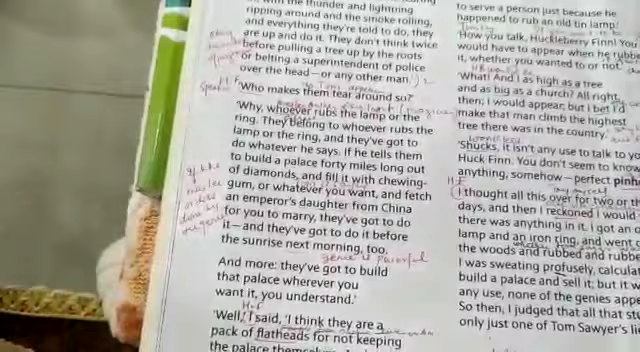 with the thunder and lightning
ripping around and the smoke rolling,
and everything they're told to do, they
are up and do it. They don't think twice
before pulling a tree up by the roots
or belting a superintendent of police
over the head—or any other man.'
'Who makes them tear around so?'
'Why, whoever rubs the lamp or the
ring. They belong to whoever rubs the
lamp or the ring, and they've got to
do whatever he says. If he tells them
to build a palace forty miles long out
of diamonds, and fill it with chewing-
gum, or whatever you want, and fetch
an emperor's daughter from China
for you to marry, they've got to do
it—and they've got to do it before
the sunrise next morning, too.
genie is powerful
And more: they've got to build
that palace wherever you
want it, you understand.'
'Well,' I said, 'I think they are a
pack of flatheads for not keeping
the palace
to serve a person just because he
happened to rub an old tin lamp!'
'How you talk, Huckleberry Finn! You
would have to appear when he rubbe
it, whether you wanted to or not.
'What! And I as high as a tree
and as big as a church? All right,
then; I would appear; but I bet I'd
make that man climb the highest
tree there was in the country.'
'Shucks, it isn't any use to talk to yo
Huck Finn. You don't seem to know
anything, somehow—perfect
I thought all this over for two or th
days, and then I reckoned I would
there was anything in it. I got an o
lamp and an iron ring, and went
the woods and rubbed and rubbe
I was sweating profusely, calcula
build a palace and sell it; but it w
any use, none of the genies appe
So then, I judged that all that st
only just one of Tom Sawyer's li